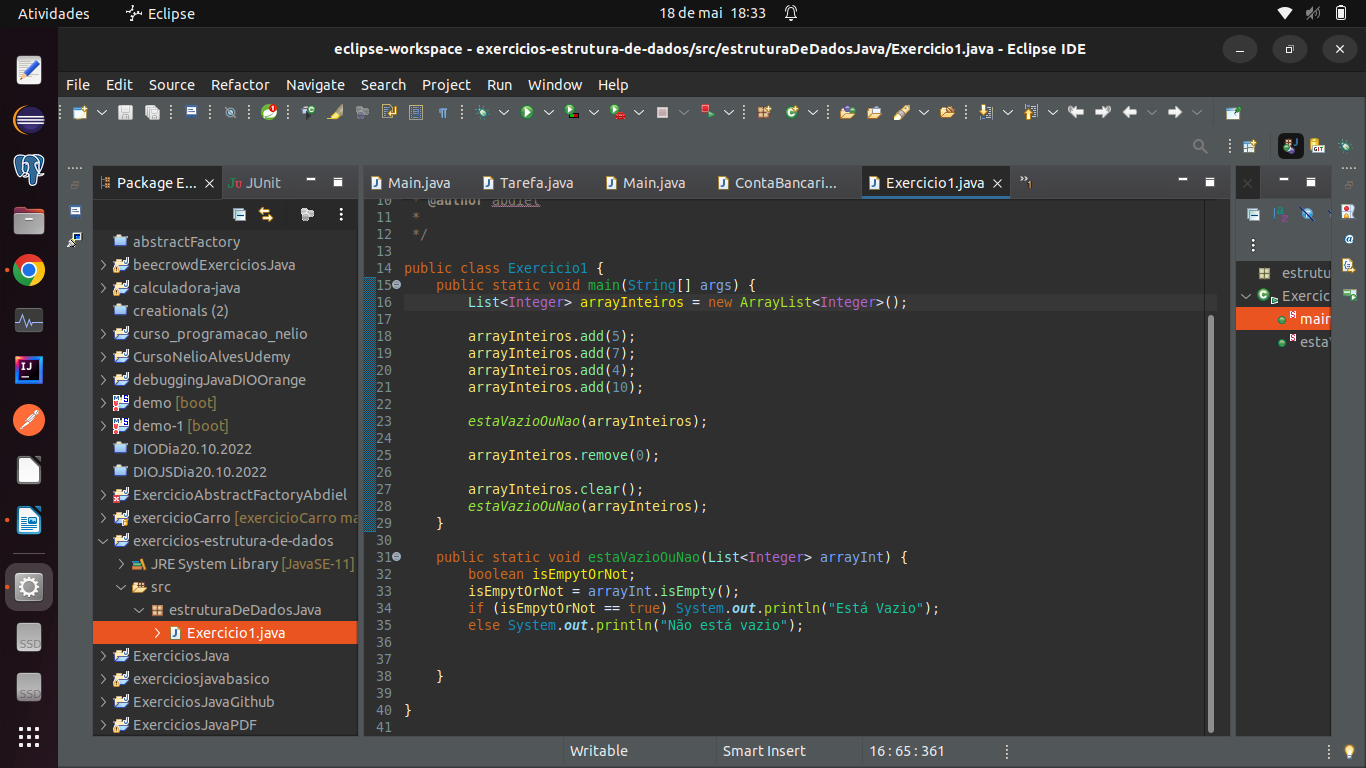 Atividades
Eclipse
18 de mai 18:33
eclipse-workspace - exercicios-estrutura-de-dados/src/estruturaDeDadosJava/Exercicio1.java - Eclipse IDE
File Edit Source Refactor Navigate Search Project Run Window Help
Package E...
JUnit
abstractFactory
beecrowdExerciciosJava
calculadora-java
creationals (2)
curso_programacao_nelio
CursoNelioAlvesUdemy
debuggingJavaDIOOrange
demo [boot]
demo-1 [boot]
DIODia20.10.2022
DIOJSDia20.10.2022
ExercicioAbstractFactoryAbdiel
exercicioCarro [exercicioCarro ma
exercicios-estrutura-de-dados
JRE System Library [JavaSE-11]
src
estruturaDeDadosJava
Exercicio1.java
ExerciciosJava
exerciciosjavabasico
ExerciciosJavaGithub
ExerciciosJavaPDF
SSD
SSD
Main.java
Tarefa.java
Main.java
ContaBancari...
Exercicio1.java
10 * @author abdiel
11 *
12 */
13
14 public class Exercicio1 {
15 public static void main(String[] args) {
16 List<Integer> arrayInteiros = new ArrayList<Integer>();
17
18 arrayInteiros.add(5);
19 arrayInteiros.add(7);
20 arrayInteiros.add(4);
21 arrayInteiros.add(10);
22
23 estaVazioOuNao(arrayInteiros);
24
25 arrayInteiros.remove(0);
26
27 arrayInteiros.clear();
28 estaVazioOuNao(arrayInteiros);
29 }
30
31 public static void estaVazioOuNao(List<Integer> arrayInt) {
32 boolean isEmpytOrNot;
33 isEmpytOrNot = arrayInt.isEmpty();
34 if (isEmpytOrNot == true) System.out.println("Está Vazio");
35 else System.out.println("Não está vazio");
36
37
38 }
39
40 }
41
estrutu
Exercic
main
esta
Writable
Smart Insert
16 : 65 : 361